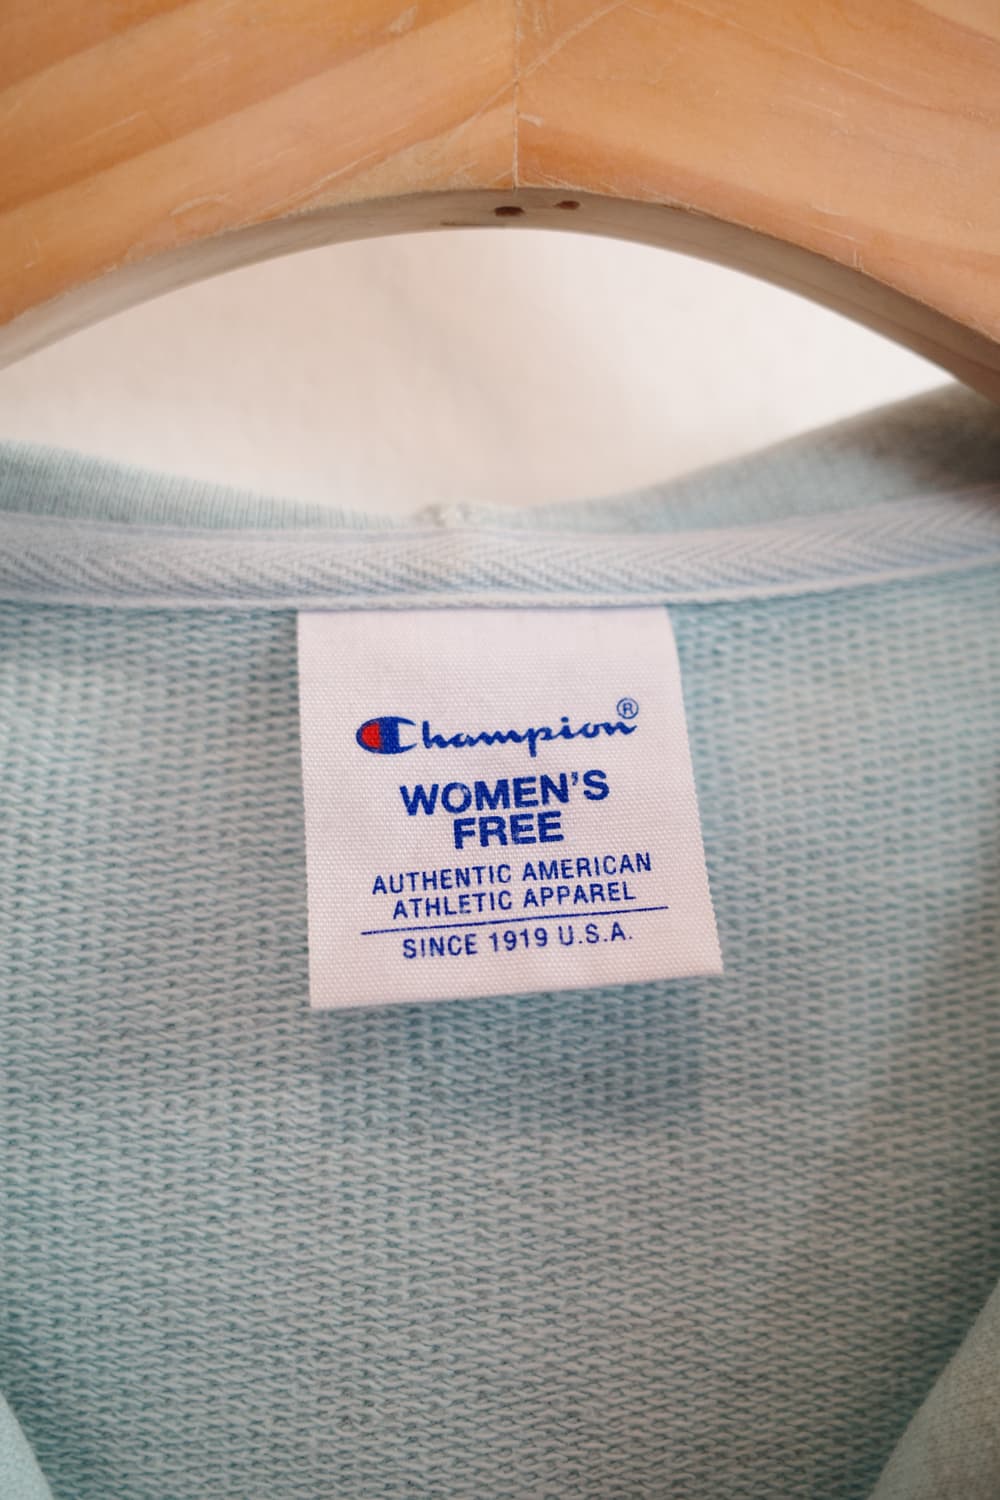 Champion®
WOMEN'S
FREE
AUTHENTIC AMERICAN
ATHLETIC APPAREL
SINCE 1919 U.S.A.